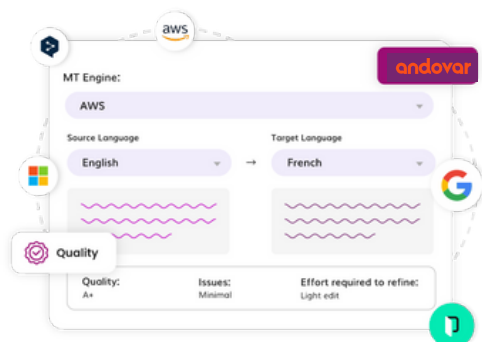 aws
andovar
MT Engine:
AWS
Source Language
Target Language
English
French
Quality
Quality:
Issues:
Effort required to refine:
A+
Minimal
Light edit